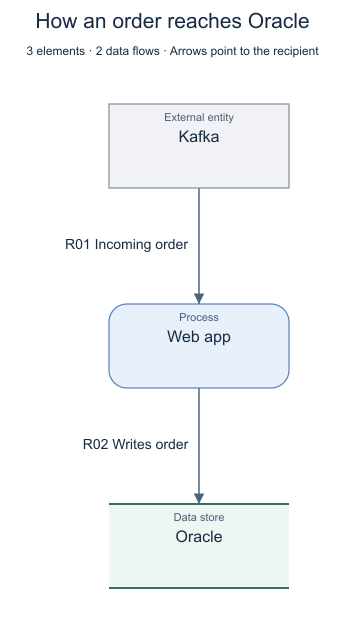 How an order reaches Oracle
3 elements · 2 data flows · Arrows point to the recipient
External entity
Kafka
R01 Incoming order
Process
Web app
R02 Writes order
Data store
Oracle